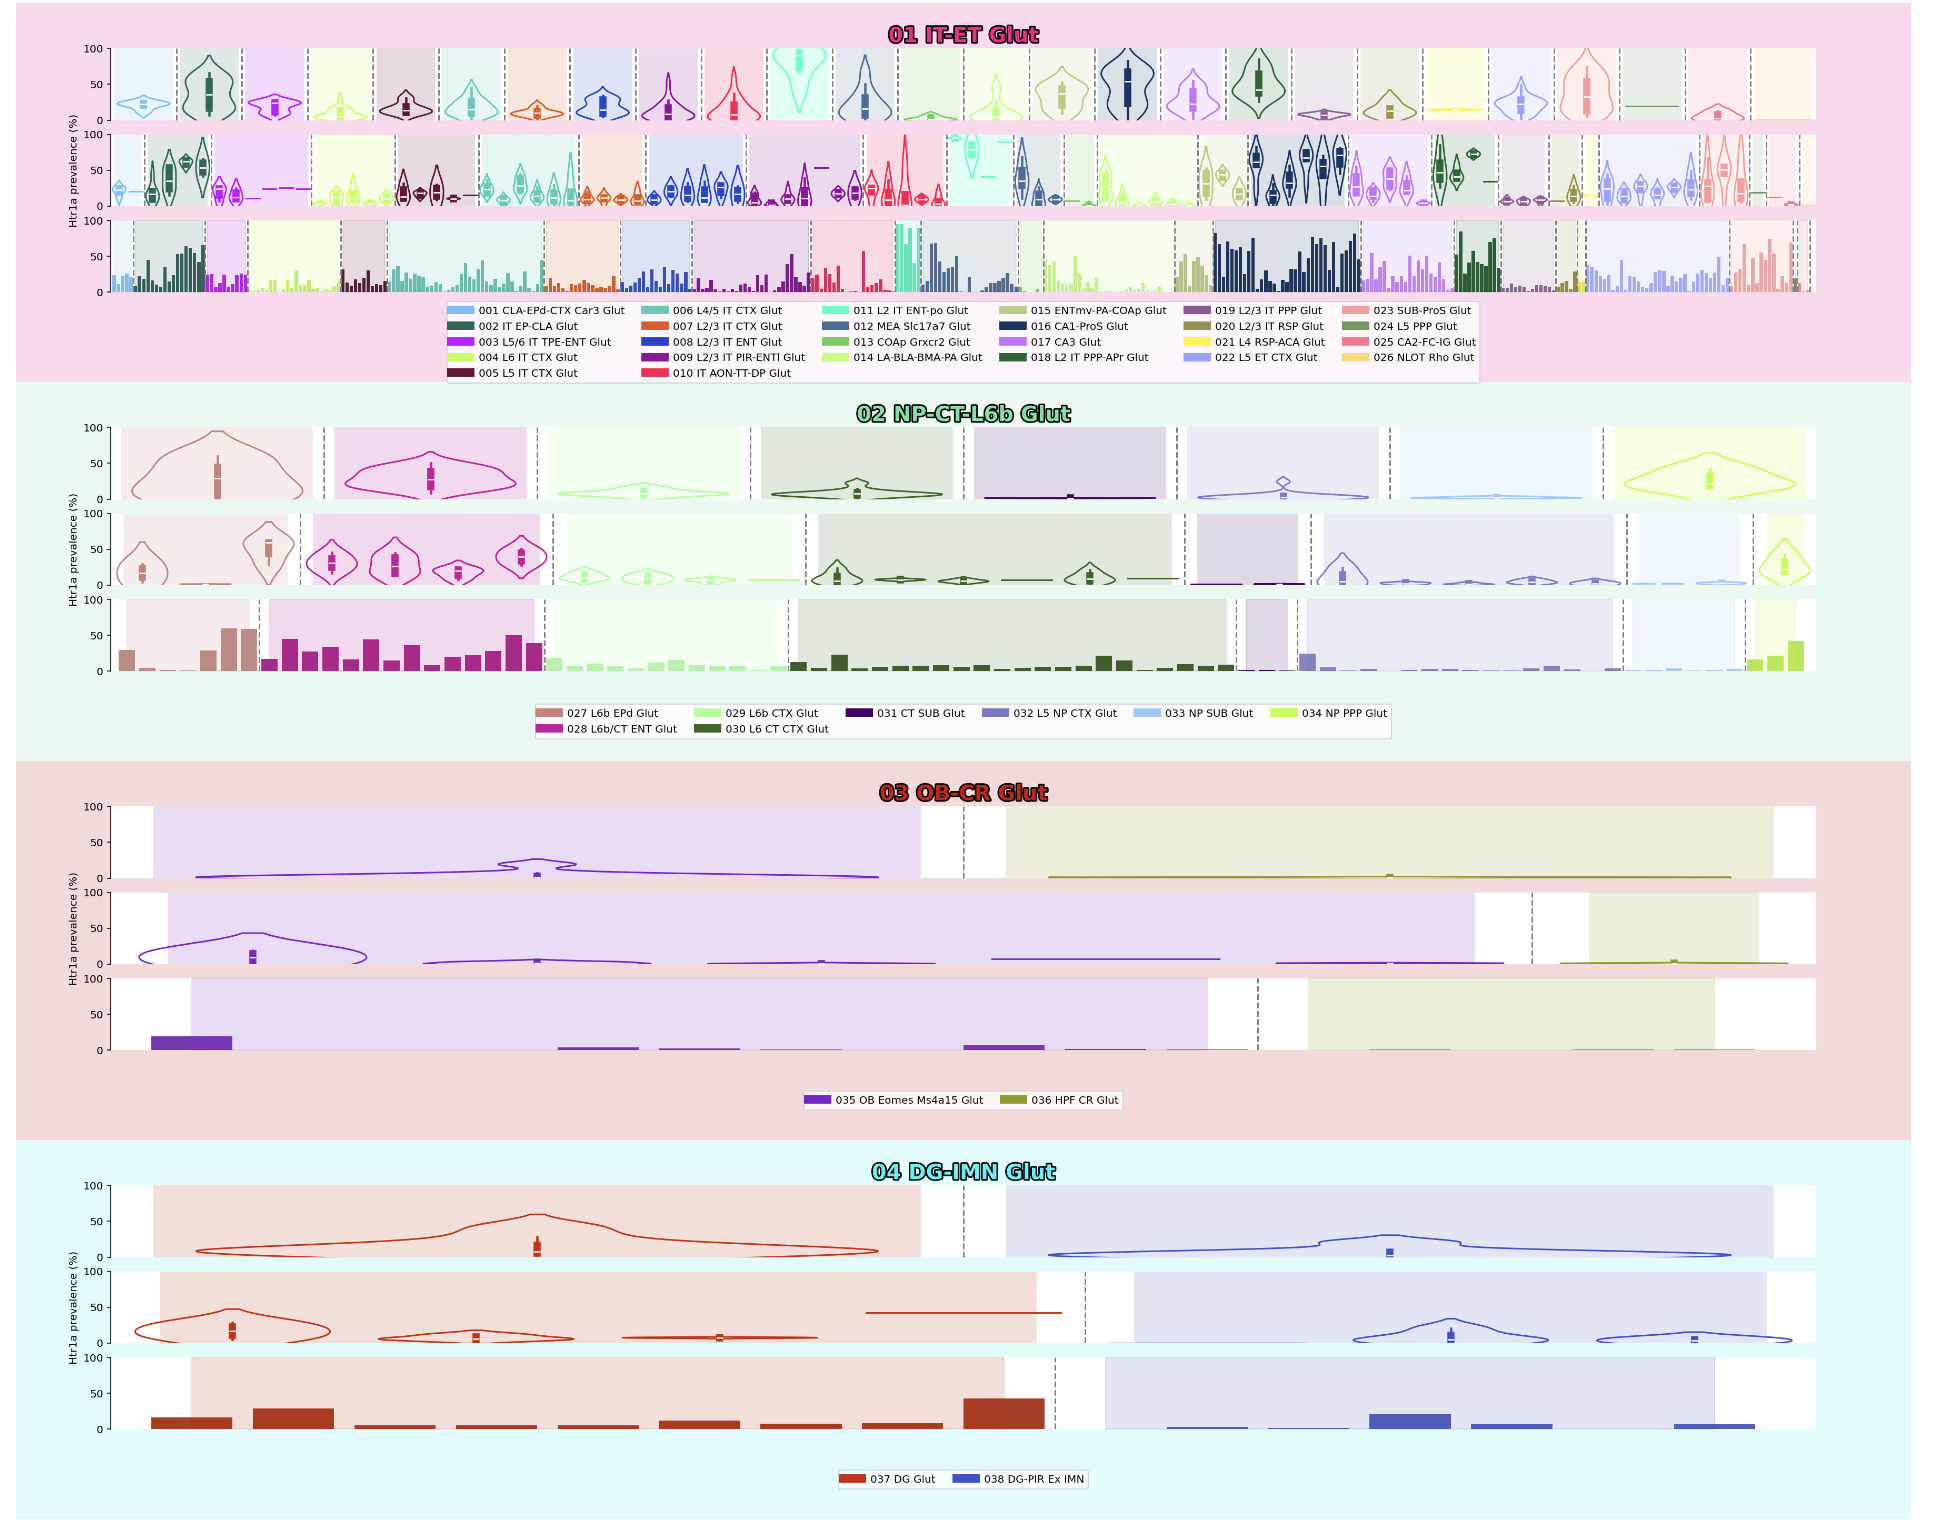 01 IT-ET Glut
100
50
0
Htr1a prevalence (%)
100
50
0
100
50
0
001 CLA-EPd-CTX Car3 Glut
002 IT EP-CLA Glut
003 L5/6 IT TPE-ENT Glut
004 L6 IT CTX Glut
005 L5 IT CTX Glut
006 L4/5 IT CTX Glut
007 L2/3 IT CTX Glut
008 L2/3 IT ENT Glut
009 L2/3 IT PIR-ENTl Glut
010 IT AON-TT-DP Glut
011 L2 IT ENT-po Glut
012 MEA Slc17a7 Glut
013 COAp Grxcr2 Glut
014 LA-BLA-BMA-PA Glut
015 ENTmv-PA-COAp Glut
016 CA1-ProS Glut
017 CA3 Glut
018 L2 IT PPP-APr Glut
019 L2/3 IT PPP Glut
020 L2/3 IT RSP Glut
021 L4 RSP-ACA Glut
022 L5 ET CTX Glut
023 SUB-ProS Glut
024 L5 PPP Glut
025 CA2-FC-IG Glut
026 NLOT Rho Glut
02 NP-CT-L6b Glut
100
50
0
Htr1a prevalence (%)
100
50
0
100
50
0
027 L6b EPd Glut
028 L6b/CT ENT Glut
029 L6b CTX Glut
030 L6 CT CTX Glut
031 CT SUB Glut
032 L5 NP CTX Glut
033 NP SUB Glut
034 NP PPP Glut
03 OB-CR Glut
100
50
0
Htr1a prevalence (%)
100
50
0
100
50
0
035 OB Eomes Ms4a15 Glut
036 HPF CR Glut
04 DG-IMN Glut
100
50
0
Htr1a prevalence (%)
100
50
0
100
50
0
037 DG Glut
038 DG-PIR Ex IMN